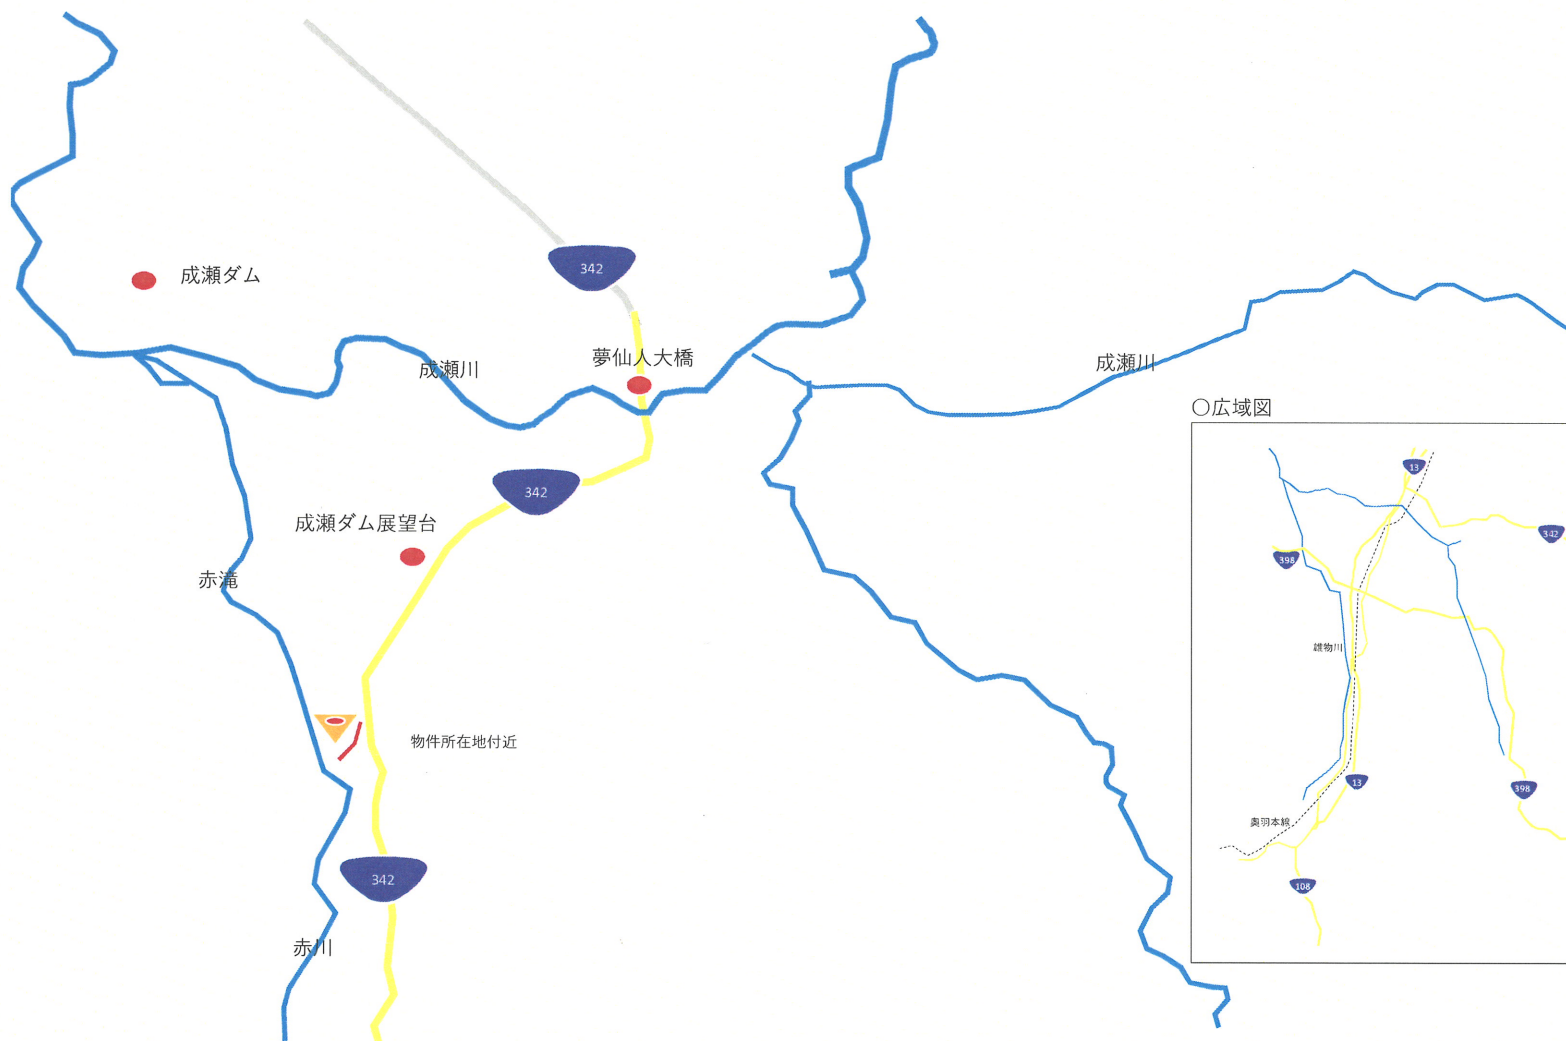 342
成瀬ダム
夢仙人大橋
成瀬川
成瀬川
〇広域図
342
成瀬ダム展望台
赤滝
物件所在地付近
342
赤川
13
342
398
雄物川
13
398
奥羽本線
108